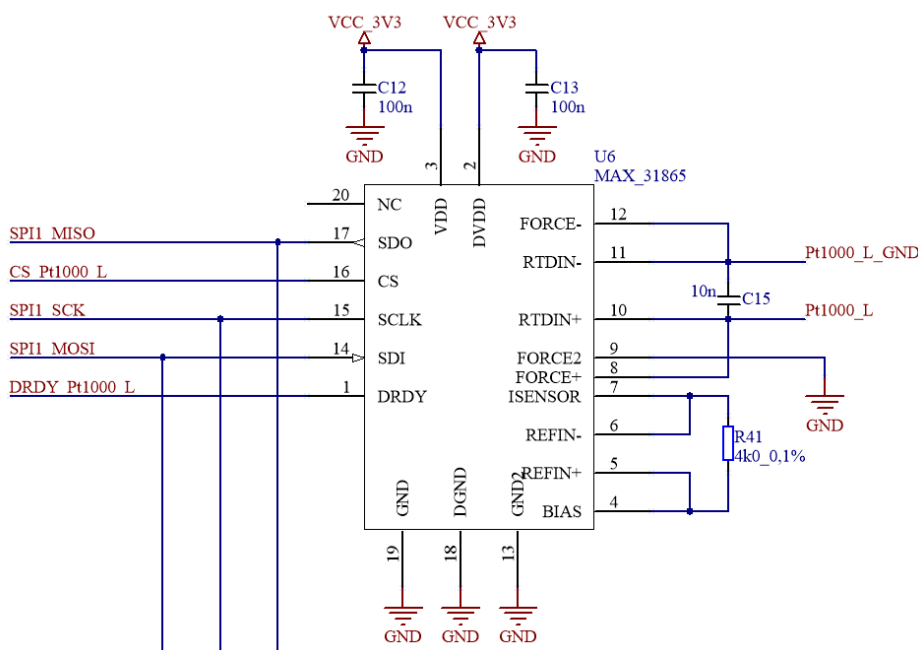 VCC_3V3
VCC_3V3
C12
100n
C13
100n
GND
GND
U6
MAX_31865
3
2
VDD
DVDD
20
NC
SPI1_MISO
17
SDO
CS_Pt1000_L
16
CS
SPI1_SCK
15
SCLK
SPI1_MOSI
14
SDI
DRDY_Pt1000_L
1
DRDY
FORCE-
12
RTDIN-
11
Pt1000_L_GND
10n
C15
RTDIN+
10
Pt1000_L
FORCE2
9
FORCE+
8
ISENSOR
7
GND
REFIN-
6
R41
4k0_0,1%
REFIN+
5
BIAS
4
GND
DGND
GND2
19
18
13
GND
GND
GND